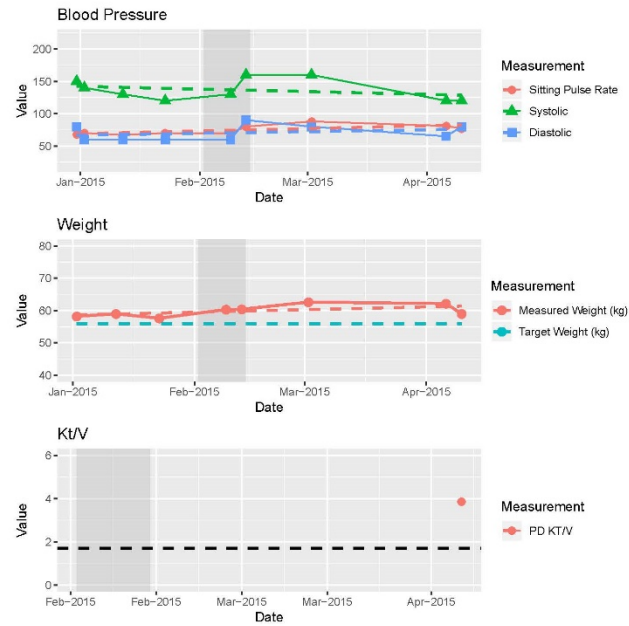 Blood Pressure
200
150
100
50
Value
Jan−2015
Feb−2015
Mar−2015
Apr−2015
Date
Measurement
Sitting Pulse Rate
Systolic
Diastolic
Weight
80
70
60
50
40
Value
Jan−2015
Feb−2015
Mar−2015
Apr−2015
Date
Measurement
Measured Weight (kg)
Target Weight (kg)
Kt/V
6
4
2
0
Value
Feb−2015
Feb−2015
Mar−2015
Mar−2015
Apr−2015
Date
Measurement
PD KT/V